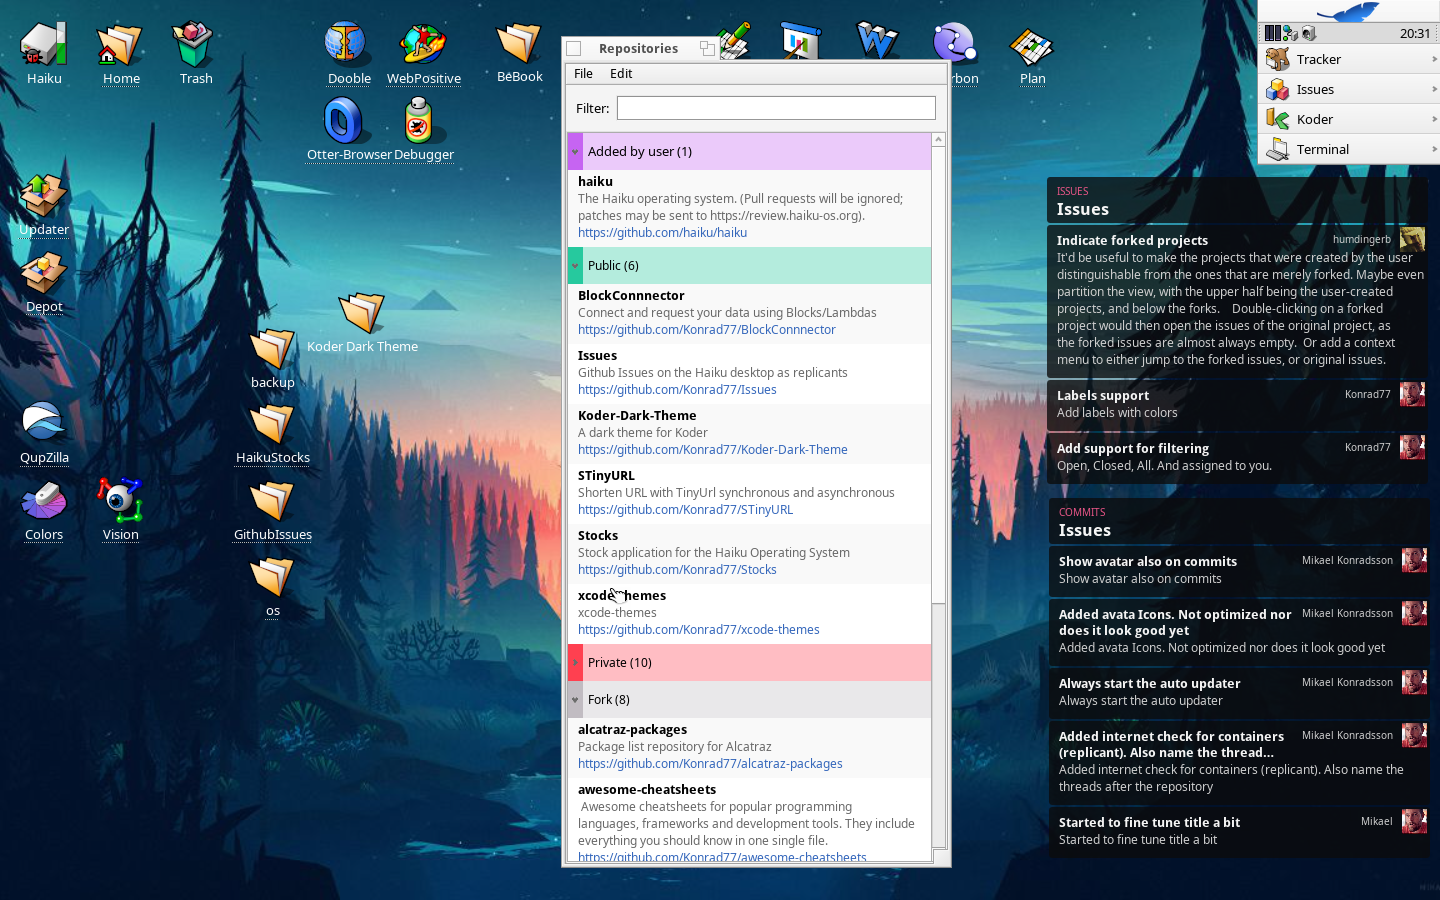 Haiku
Home
Trash
Dooble
WebPositive
BeBook
rbon
Plan
Otter-Browser
Debugger
Updater
Depot
Koder Dark Theme
backup
QupZilla
HaikuStocks
Colors
Vision
GithubIssues
os
Repositories
File Edit
Filter:
Added by user (1)
haiku
The Haiku operating system. (Pull requests will be ignored;
patches may be sent to https://review.haiku-os.org).
https://github.com/haiku/haiku
Public (6)
BlockConnnector
Connect and request your data using Blocks/Lambdas
https://github.com/Konrad77/BlockConnnector
Issues
Github Issues on the Haiku desktop as replicants
https://github.com/Konrad77/Issues
Koder-Dark-Theme
A dark theme for Koder
https://github.com/Konrad77/Koder-Dark-Theme
STinyURL
Shorten URL with TinyUrl synchronous and asynchronous
https://github.com/Konrad77/STinyURL
Stocks
Stock application for the Haiku Operating System
https://github.com/Konrad77/Stocks
xcode-themes
xcode-themes
https://github.com/Konrad77/xcode-themes
Private (10)
Fork (8)
alcatraz-packages
Package list repository for Alcatraz
https://github.com/Konrad77/alcatraz-packages
awesome-cheatsheets
Awesome cheatsheets for popular programming
languages, frameworks and development tools. They include
everything you should know in one single file.
https://github.com/Konrad77/awesome-cheatsheets
20:31
Tracker
Issues
Koder
Terminal
ISSUES
Issues
Indicate forked projects humdingerb
It'd be useful to make the projects that were created by the user
distinguishable from the ones that are merely forked. Maybe even
partition the view, with the upper half being the user-created
projects, and below the forks. Double-clicking on a forked
project would then open the issues of the original project, as
the forked issues are almost always empty. Or add a context
menu to either jump to the forked issues, or original issues.
Labels support Konrad77
Add labels with colors
Add support for filtering Konrad77
Open, Closed, All. And assigned to you.
COMMITS
Issues
Show avatar also on commits Mikael Konradsson
Show avatar also on commits
Added avata Icons. Not optimized nor Mikael Konradsson
does it look good yet
Added avata Icons. Not optimized nor does it look good yet
Always start the auto updater Mikael Konradsson
Always start the auto updater
Added internet check for containers Mikael Konradsson
(replicant). Also name the thread...
Added internet check for containers (replicant). Also name the
threads after the repository
Started to fine tune title a bit Mikael
Started to fine tune title a bit